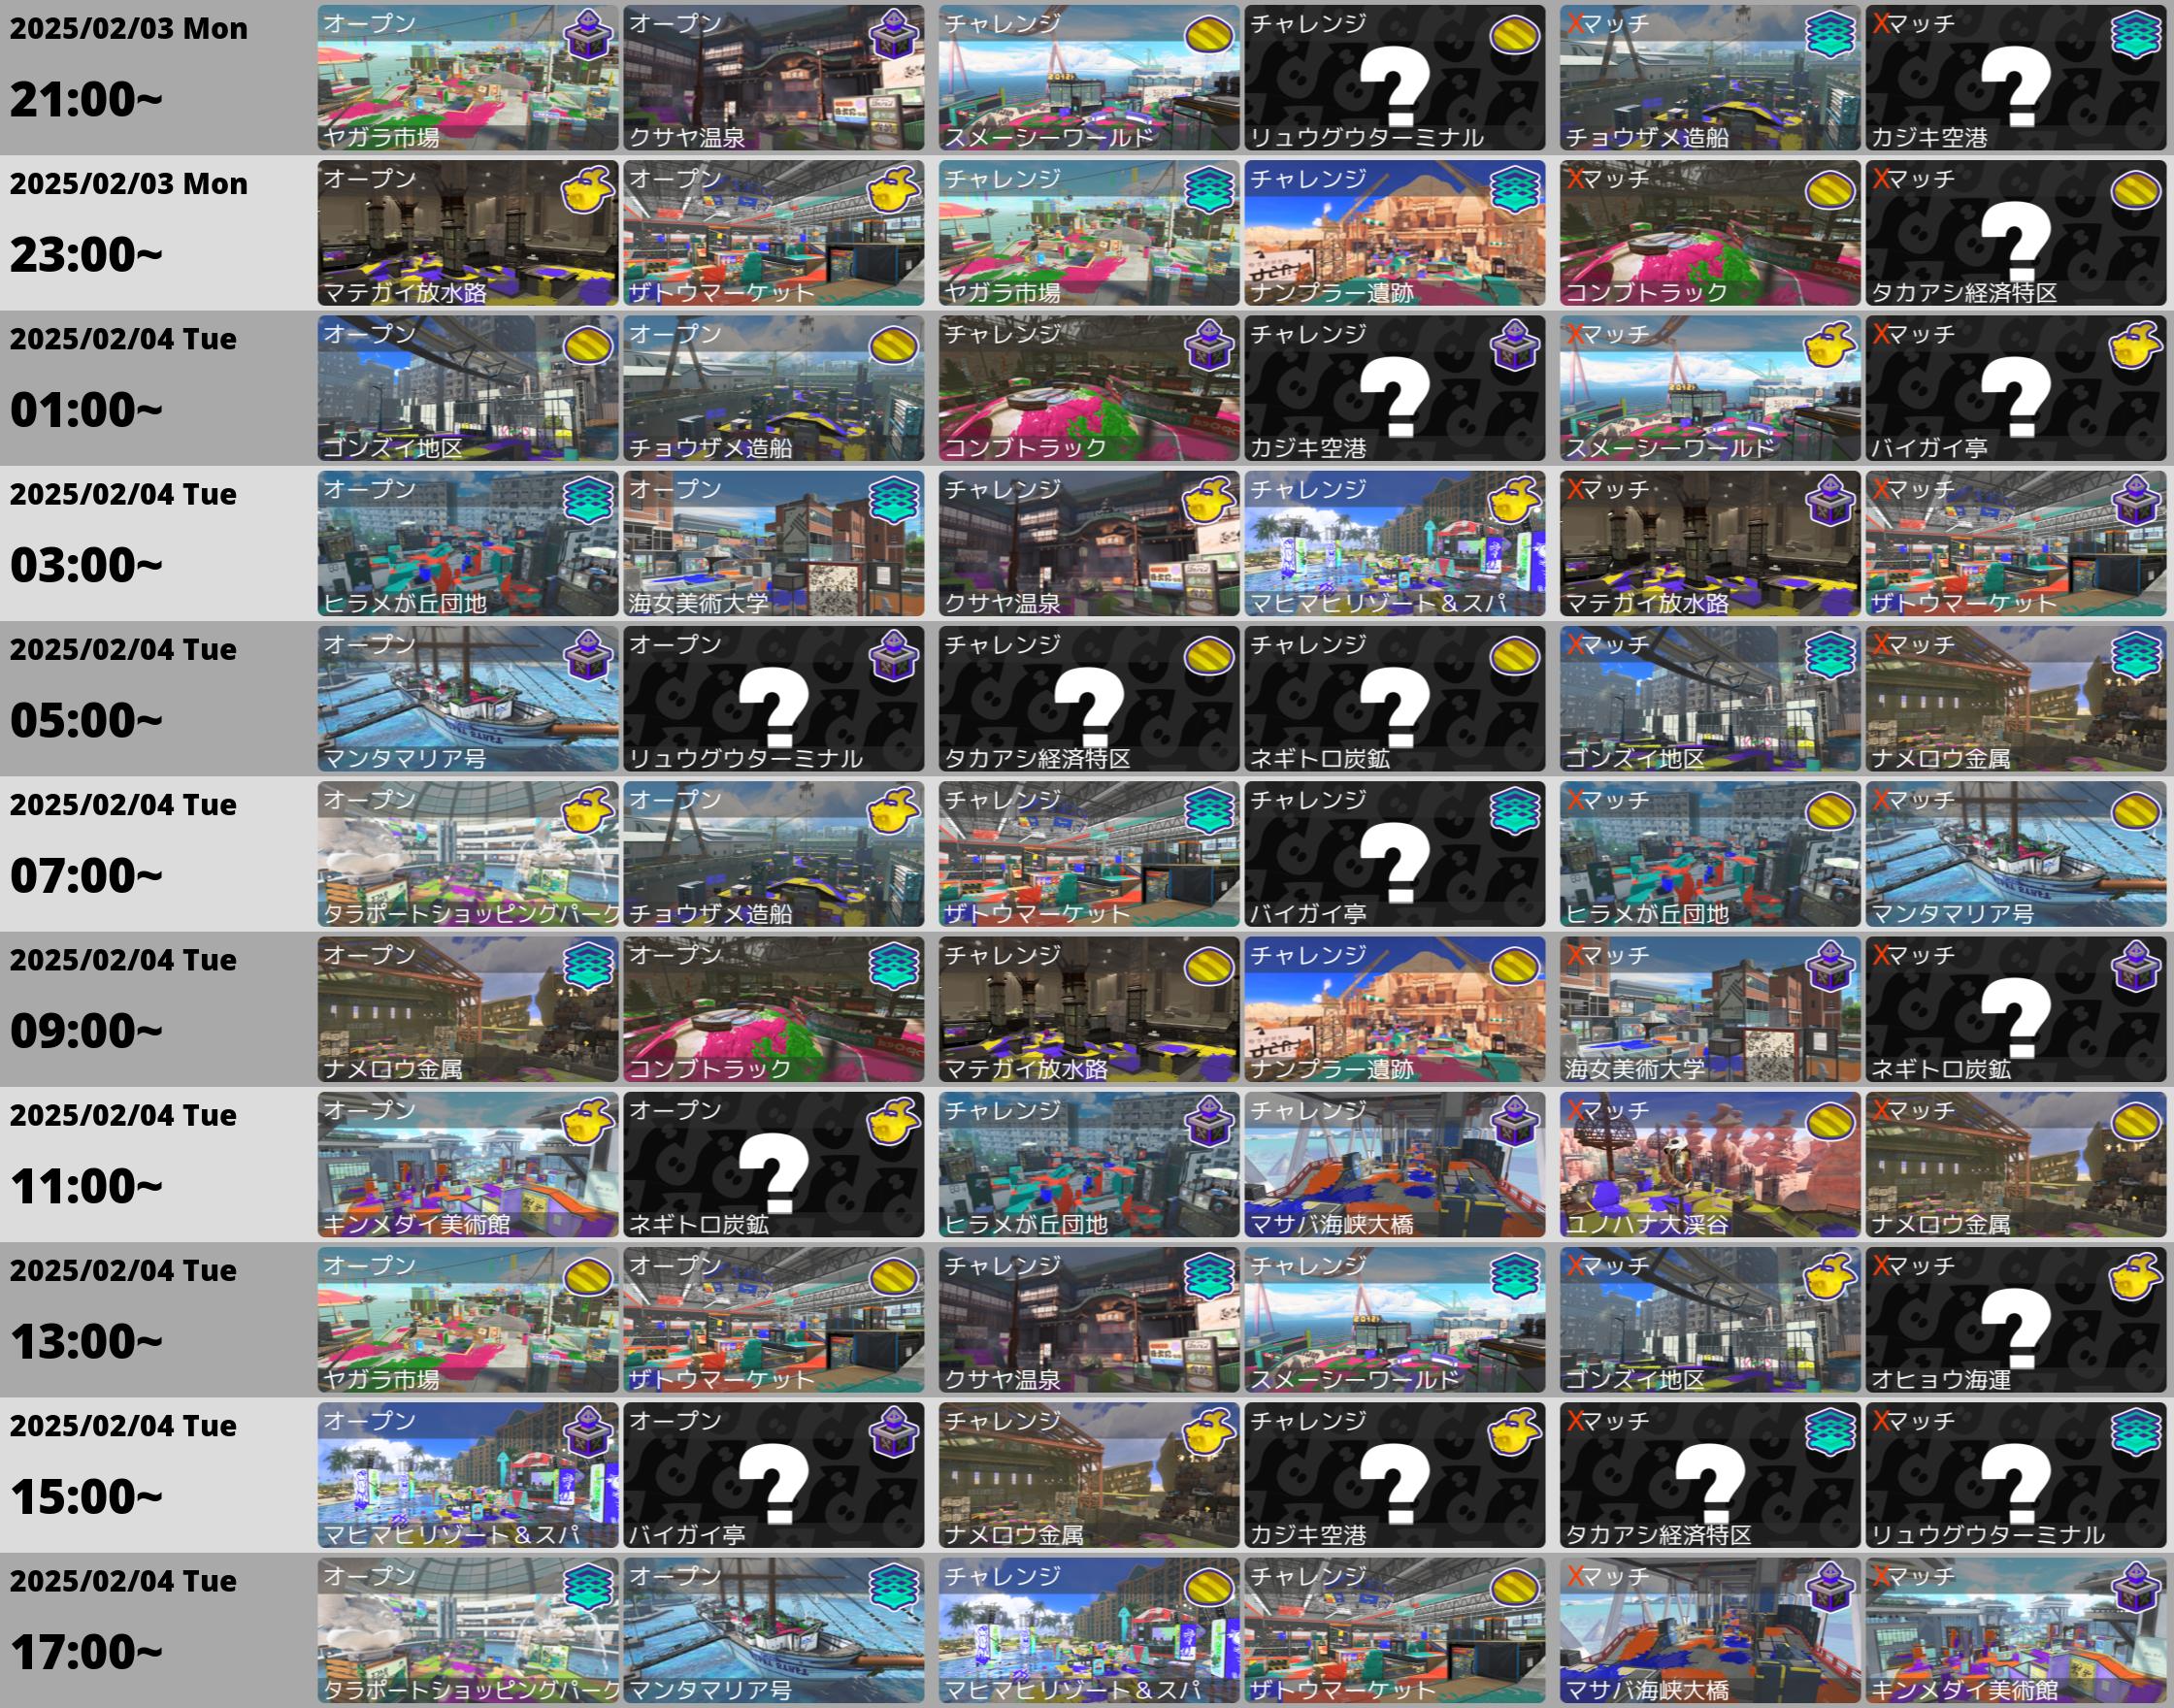 2025/02/03 Mon
21:00~
オープン
ヤガラ市場
オープン
クサヤ温泉
チャレンジ
スメーシーワールド
チャレンジ
?
リュウグウターミナル
Xマッチ
チョウザメ造船
Xマッチ
?
カジキ空港
2025/02/03 Mon
23:00~
オープン
マテガイ放水路
オープン
ザトウマーケット
チャレンジ
ヤガラ市場
チャレンジ
ナンプラー遺跡
Xマッチ
コンブトラック
Xマッチ
?
タカアシ経済特区
2025/02/04 Tue
01:00~
オープン
ゴンズイ地区
オープン
チョウザメ造船
チャレンジ
コンブトラック
チャレンジ
?
カジキ空港
Xマッチ
スメーシーワールド
Xマッチ
?
バイガイ亭
2025/02/04 Tue
03:00~
オープン
ヒラメが丘団地
オープン
海女美術大学
チャレンジ
クサヤ温泉
チャレンジ
マヒマヒリゾート&スパ
Xマッチ
マテガイ放水路
Xマッチ
ザトウマーケット
2025/02/04 Tue
05:00~
オープン
マンタマリア号
オープン
?
リュウグウターミナル
チャレンジ
?
タカアシ経済特区
チャレンジ
?
ネギトロ炭鉱
Xマッチ
ゴンズイ地区
Xマッチ
ナメロウ金属
2025/02/04 Tue
07:00~
オープン
タラポートショッピングパーク
オープン
チョウザメ造船
チャレンジ
ザトウマーケット
チャレンジ
?
バイガイ亭
Xマッチ
ヒラメが丘団地
Xマッチ
マンタマリア号
2025/02/04 Tue
09:00~
オープン
ナメロウ金属
オープン
コンブトラック
チャレンジ
マテガイ放水路
チャレンジ
ナンプラー遺跡
Xマッチ
海女美術大学
Xマッチ
?
ネギトロ炭鉱
2025/02/04 Tue
11:00~
オープン
キンメダイ美術館
オープン
?
ネギトロ炭鉱
チャレンジ
ヒラメが丘団地
チャレンジ
マサバ海峡大橋
Xマッチ
ユノハナ大渓谷
Xマッチ
ナメロウ金属
2025/02/04 Tue
13:00~
オープン
ヤガラ市場
オープン
ザトウマーケット
チャレンジ
クサヤ温泉
チャレンジ
スメーシーワールド
Xマッチ
ゴンズイ地区
Xマッチ
?
オヒョウ海運
2025/02/04 Tue
15:00~
オープン
マヒマヒリゾート&スパ
オープン
?
バイガイ亭
チャレンジ
ナメロウ金属
チャレンジ
?
カジキ空港
Xマッチ
?
タカアシ経済特区
Xマッチ
?
リュウグウターミナル
2025/02/04 Tue
17:00~
オープン
タラポートショッピングパーク
オープン
マンタマリア号
チャレンジ
マヒマヒリゾート&スパ
チャレンジ
ザトウマーケット
Xマッチ
マサバ海峡大橋
Xマッチ
キンメダイ美術館